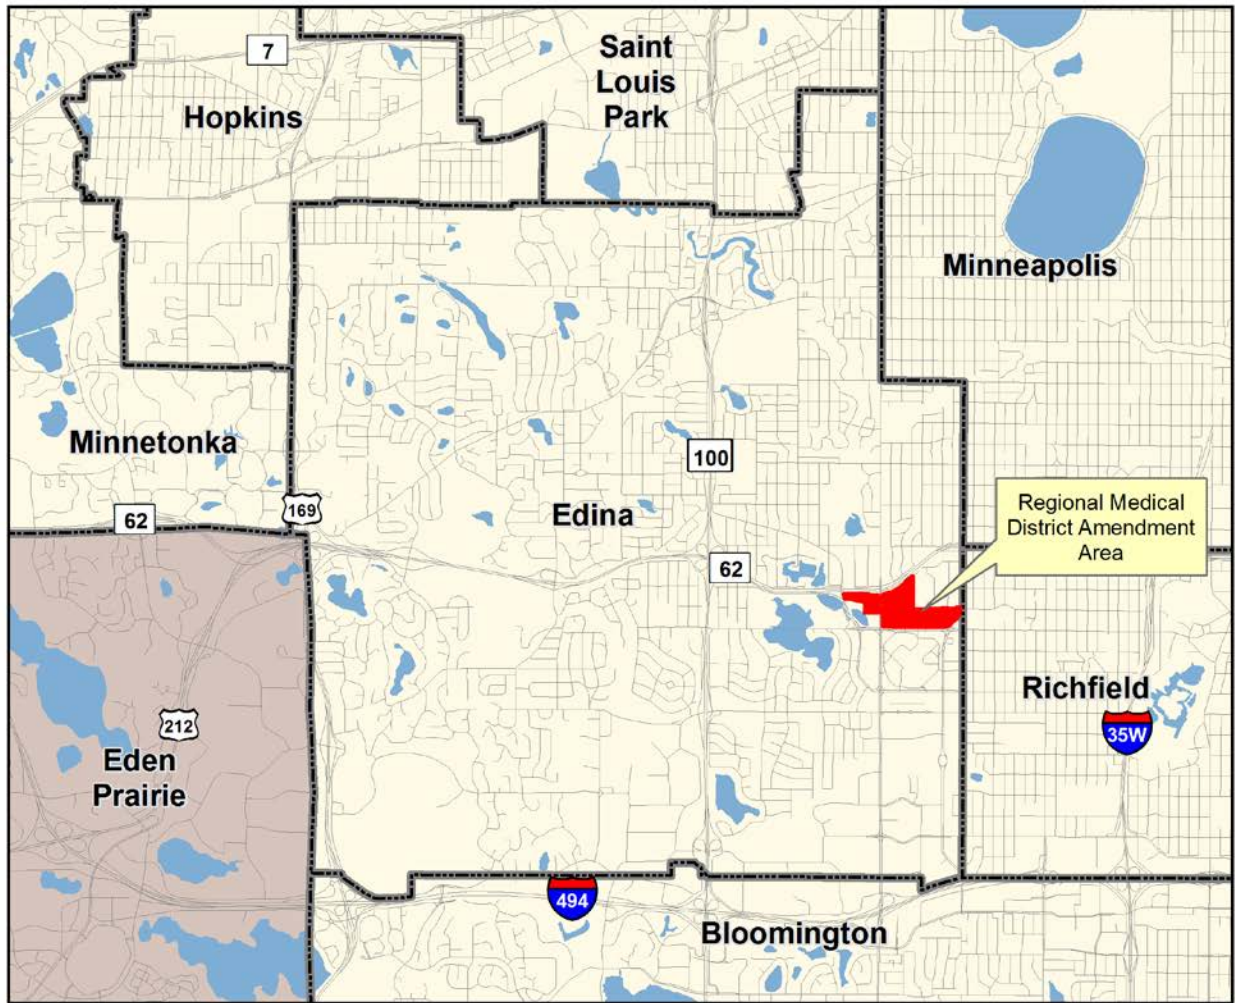 7
Saint
Louis
Park
Hopkins
Minneapolis
Minnetonka
100
Regional Medical
District Amendment
Area
169
62
Edina
62
Richfield
212
35W
Eden
Prairie
494
Bloomington